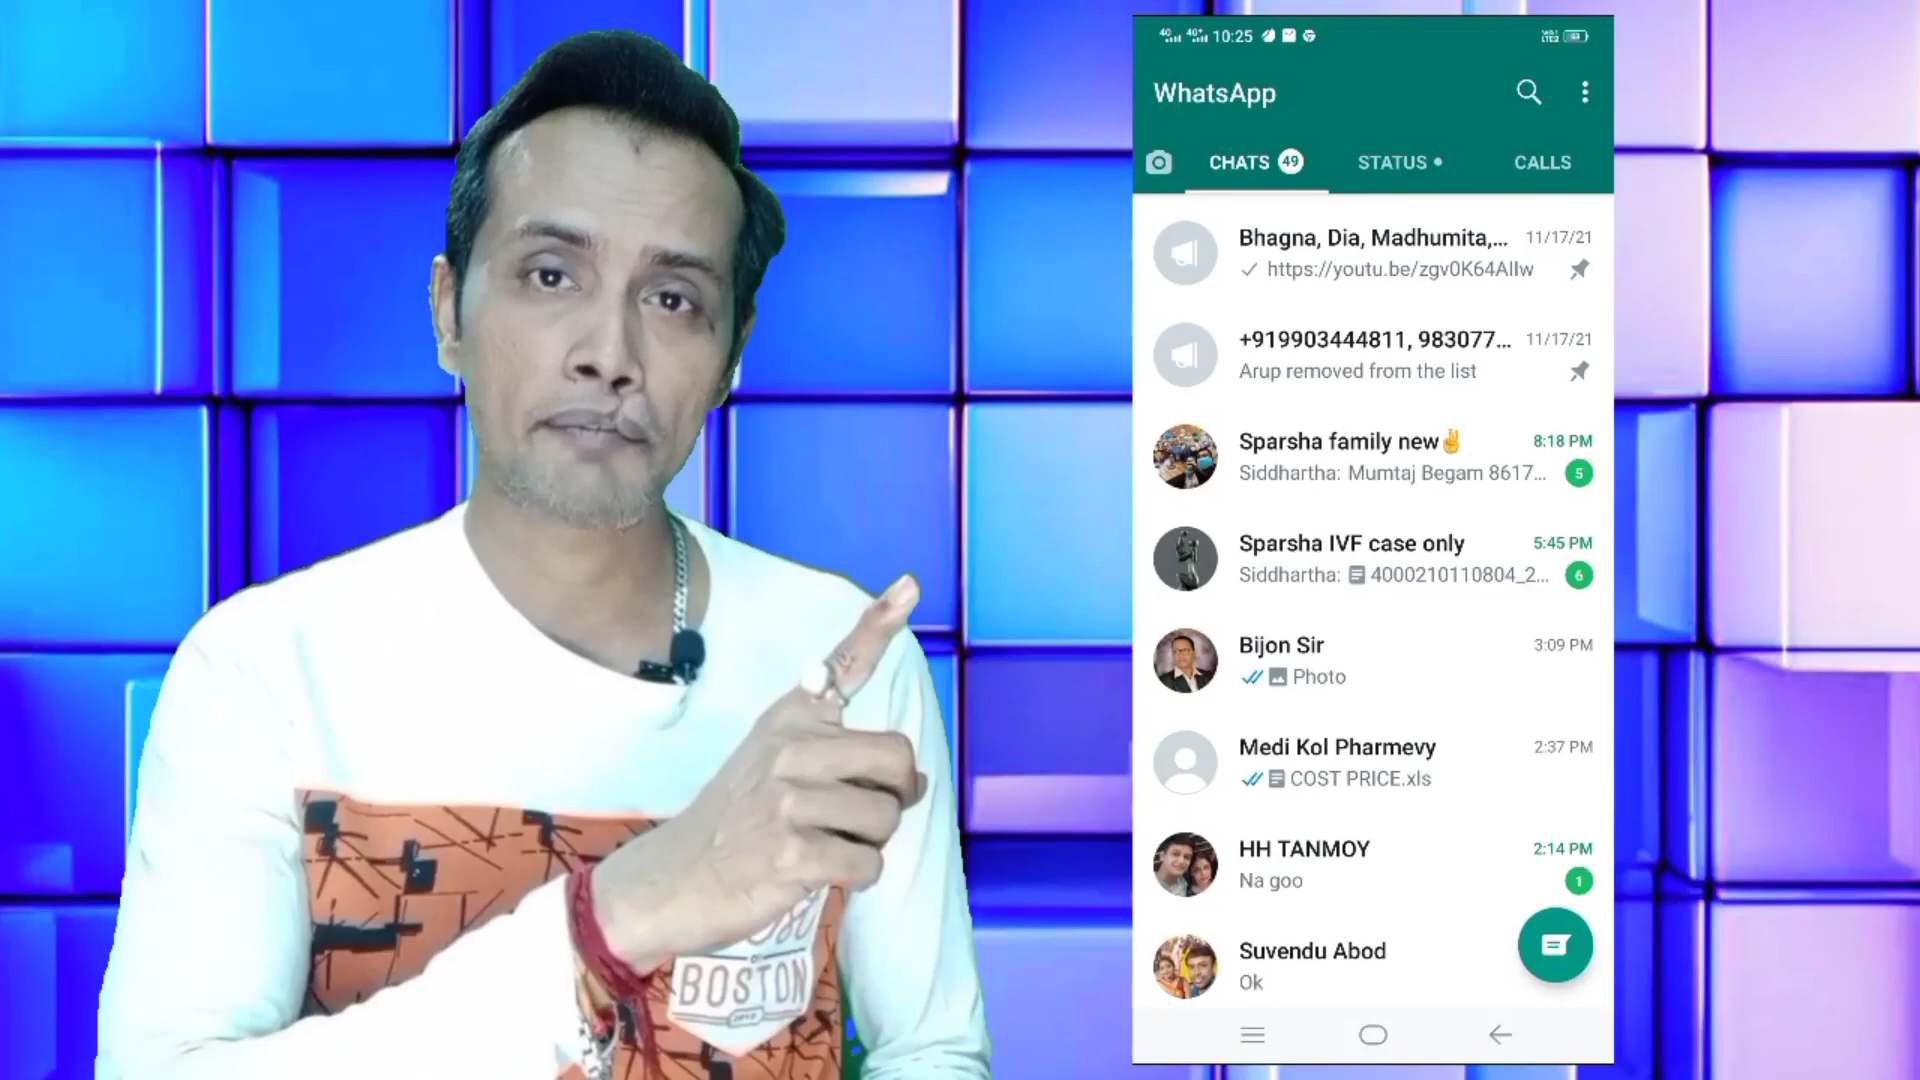 10:25
WhatsApp
CHATS 49
STATUS
CALLS
Bhagna, Dia, Madhumita,... 11/17/21
https://youtu.be/zgv0K64AIIw
+919903444811, 983077... 11/17/21
Arup removed from the list
Sparsha family new✌ 8:18 PM
Siddhartha: Mumtaj Begam 8617... 5
Sparsha IVF case only 5:45 PM
Siddhartha: 4000210110804_2... 6
Bijon Sir 3:09 PM
Photo
Medi Kol Pharmevy 2:37 PM
COST PRICE.xls
HH TANMOY 2:14 PM
Na goo 1
Suvendu Abod
Ok
BOSTON